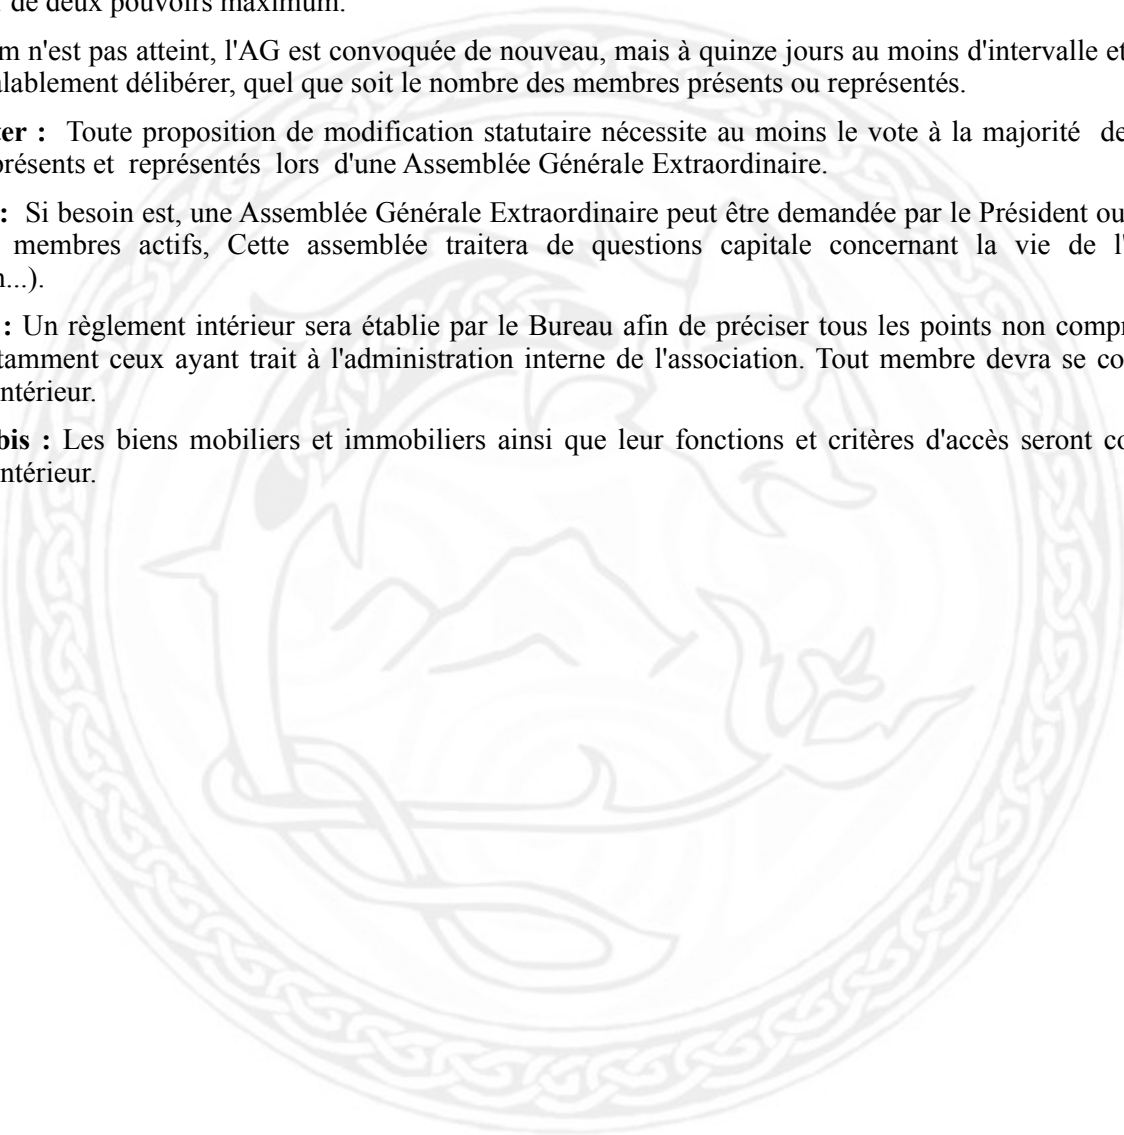 de deux pouvoirs maximum.
m n'est pas atteint, l'AG est convoquée de nouveau, mais à quinze jours au moins d'intervalle et
alablement délibérer, quel que soit le nombre des membres présents ou représentés.
ter : Toute proposition de modification statutaire nécessite au moins le vote à la majorité de
présents et représentés lors d'une Assemblée Générale Extraordinaire.
: Si besoin est, une Assemblée Générale Extraordinaire peut être demandée par le Président ou
membres actifs, Cette assemblée traitera de questions capitale concernant la vie de l'
n...).
: Un règlement intérieur sera établie par le Bureau afin de préciser tous les points non compr
tamment ceux ayant trait à l'administration interne de l'association. Tout membre devra se co
ntérieur.
bis : Les biens mobiliers et immobiliers ainsi que leur fonctions et critères d'accès seront co
ntérieur.